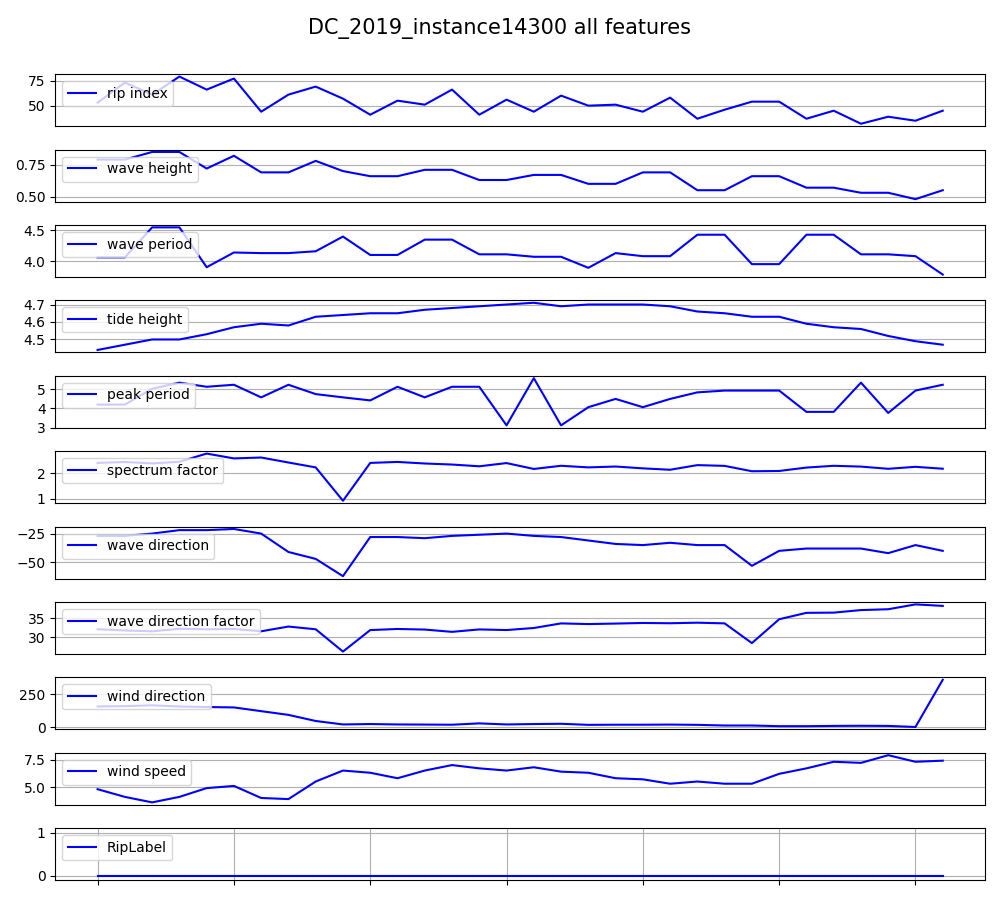 DC_2019_instance14300 all features
75
50
rip index
0.75
0.50
wave height
4.5
4.0
wave period
4.7
4.6
4.5
tide height
5
4
3
peak period
2
1
spectrum factor
−25
−50
wave direction
35
30
wave direction factor
250
0
wind direction
7.5
5.0
wind speed
1
0
RipLabel